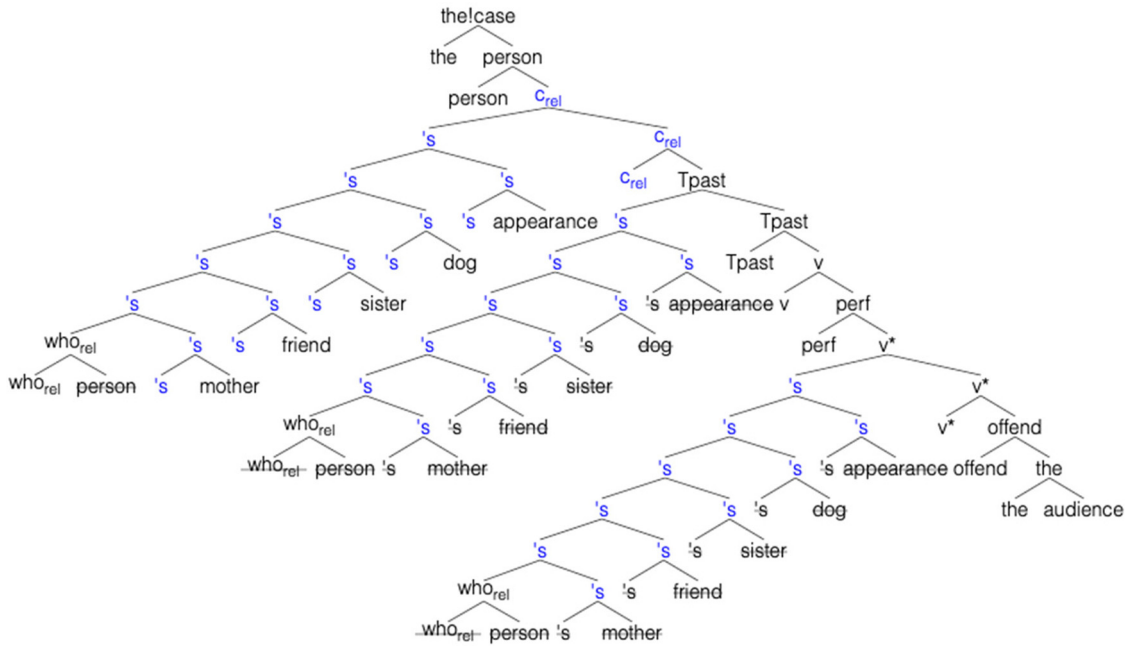 the!case
the person
person c_rel
's c_rel
's 's c_rel Tpast
's 's 's appearance 's Tpast
's 's 's dog 's 's Tpast v
's 's 's sister 's 's 's appearance v perf
who_rel 's 's friend 's 's 's dog perf v*
who_rel person 's mother 's 's 's sister 's v*
who_rel 's 's friend 's 's v* offend
who_rel person 's mother 's 's 's appearance offend the
's 's 's dog the audience
's 's 's sister
who_rel 's 's friend
who_rel person 's mother